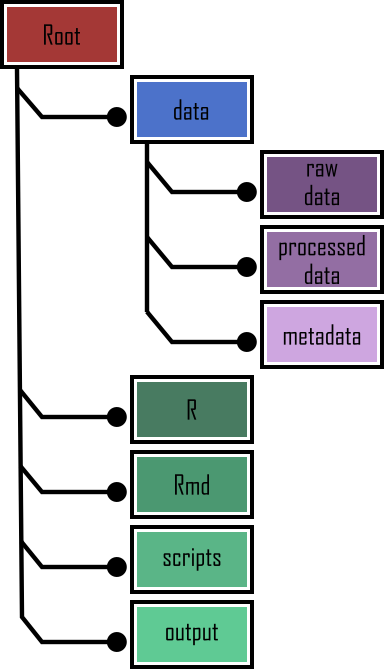 Root
data
raw
data
processed
data
metadata
R
Rmd
scripts
output